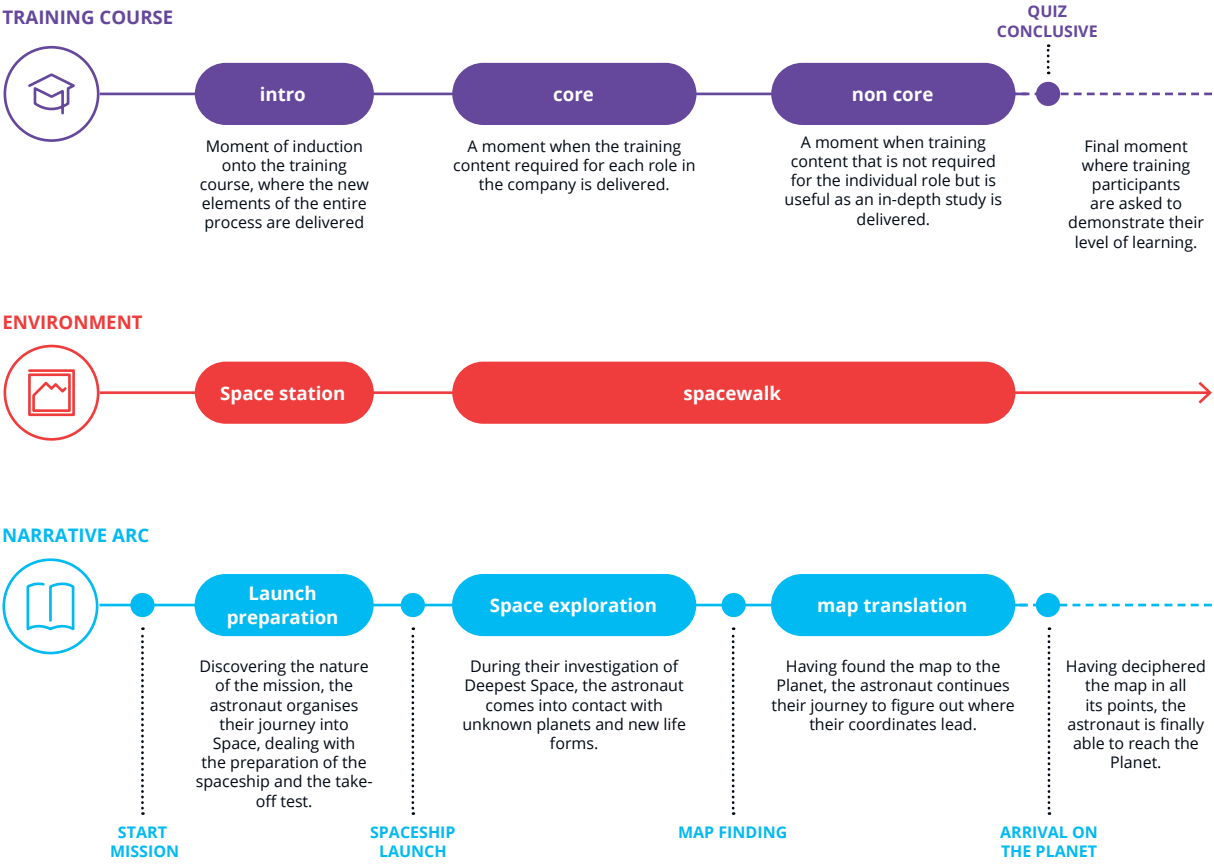 TRAINING COURSE
QUIZ
CONCLUSIVE
intro
core
non core
Moment of induction
onto the training
course, where the new
elements of the entire
process are delivered
A moment when the training
content required for each role in
the company is delivered.
A moment when training
content that is not required
for the individual role but is
useful as an in-depth study is
delivered.
Final moment
where training
participants
are asked to
demonstrate their
level of learning.
ENVIRONMENT
Space station
spacewalk
NARRATIVE ARC
Launch
preparation
Space exploration
map translation
Discovering the nature
of the mission, the
astronaut organises
their journey into
Space, dealing with
the preparation of the
spaceship and the take-
off test.
During their investigation of
Deepest Space, the astronaut
comes into contact with
unknown planets and new life
forms.
Having found the map to the
Planet, the astronaut continues
their journey to figure out where
their coordinates lead.
Having deciphered
the map in all
its points, the
astronaut is finally
able to reach the
Planet.
START
MISSION
SPACESHIP
LAUNCH
MAP FINDING
ARRIVAL ON
THE PLANET